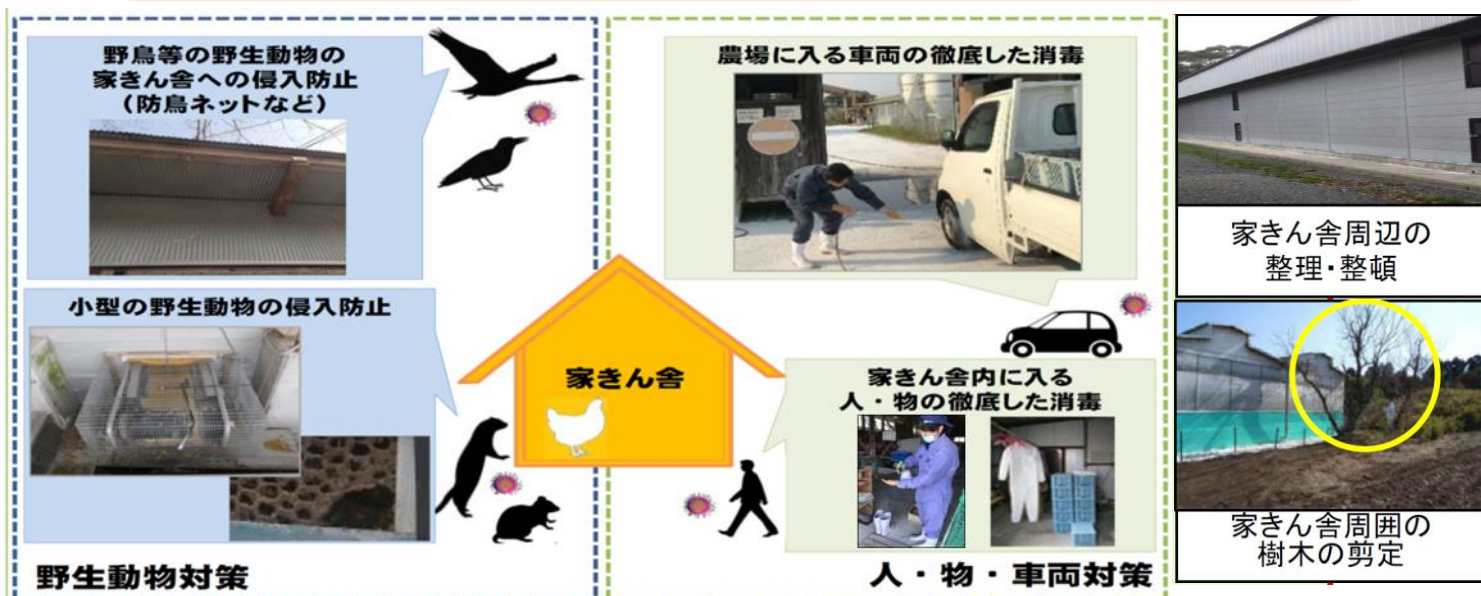 野鳥等の野生動物の
家きん舎への侵入防止
(防鳥ネットなど)
小型の野生動物の侵入防止
野生動物対策
家きん舎
農場に入る車両の徹底した消毒
家きん舎内に入る
人・物の徹底した消毒
人・物・車両対策
家きん舎周辺の
整理・整頓
家きん舎周囲の
樹木の剪定